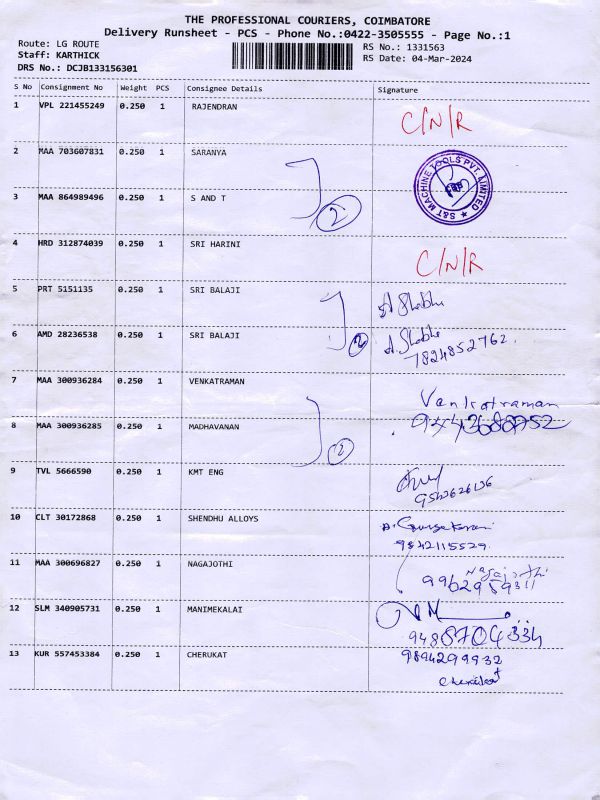 THE PROFESSIONAL COURIERS, COIMBATORE
Delivery Runsheet - PCS - Phone No.:0422-3505555 - Page No.:1
Route: LG ROUTE
Staff: KARTHICK
DRS No.: DCJB133156301
RS No.: 1331563
RS Date: 04-Mar-2024
S No Consignment No Weight PCS Consignee Details Signature
1 VPL 221455249 0.250 1 RAJENDRAN C/N/R
2 MAA 703607831 0.250 1 SARANYA
S&T MACHINE TOOLS PVT. LIMITED ★
3 MAA 864989496 0.250 1 S AND T
2
4 HRD 312874039 0.250 1 SRI HARINI C/N/R
5 PRT 5151135 0.250 1 SRI BALAJI
6 AMD 28236538 0.250 1 SRI BALAJI 2
7824852762.
7 MAA 300936284 0.250 1 VENKATRAMAN Venkatraman
8 MAA 300936285 0.250 1 MADHAVANAN
2
9 TVL 5666590 0.250 1 KMT ENG
10 CLT 30172868 0.250 1 SHENDHU ALLOYS
9842115529
11 MAA 300696827 0.250 1 NAGAJOTHI Nagajothi
12 SLM 340905731 0.250 1 MANIMEKALAI
13 KUR 557453384 0.250 1 CHERUKAT 9894299932